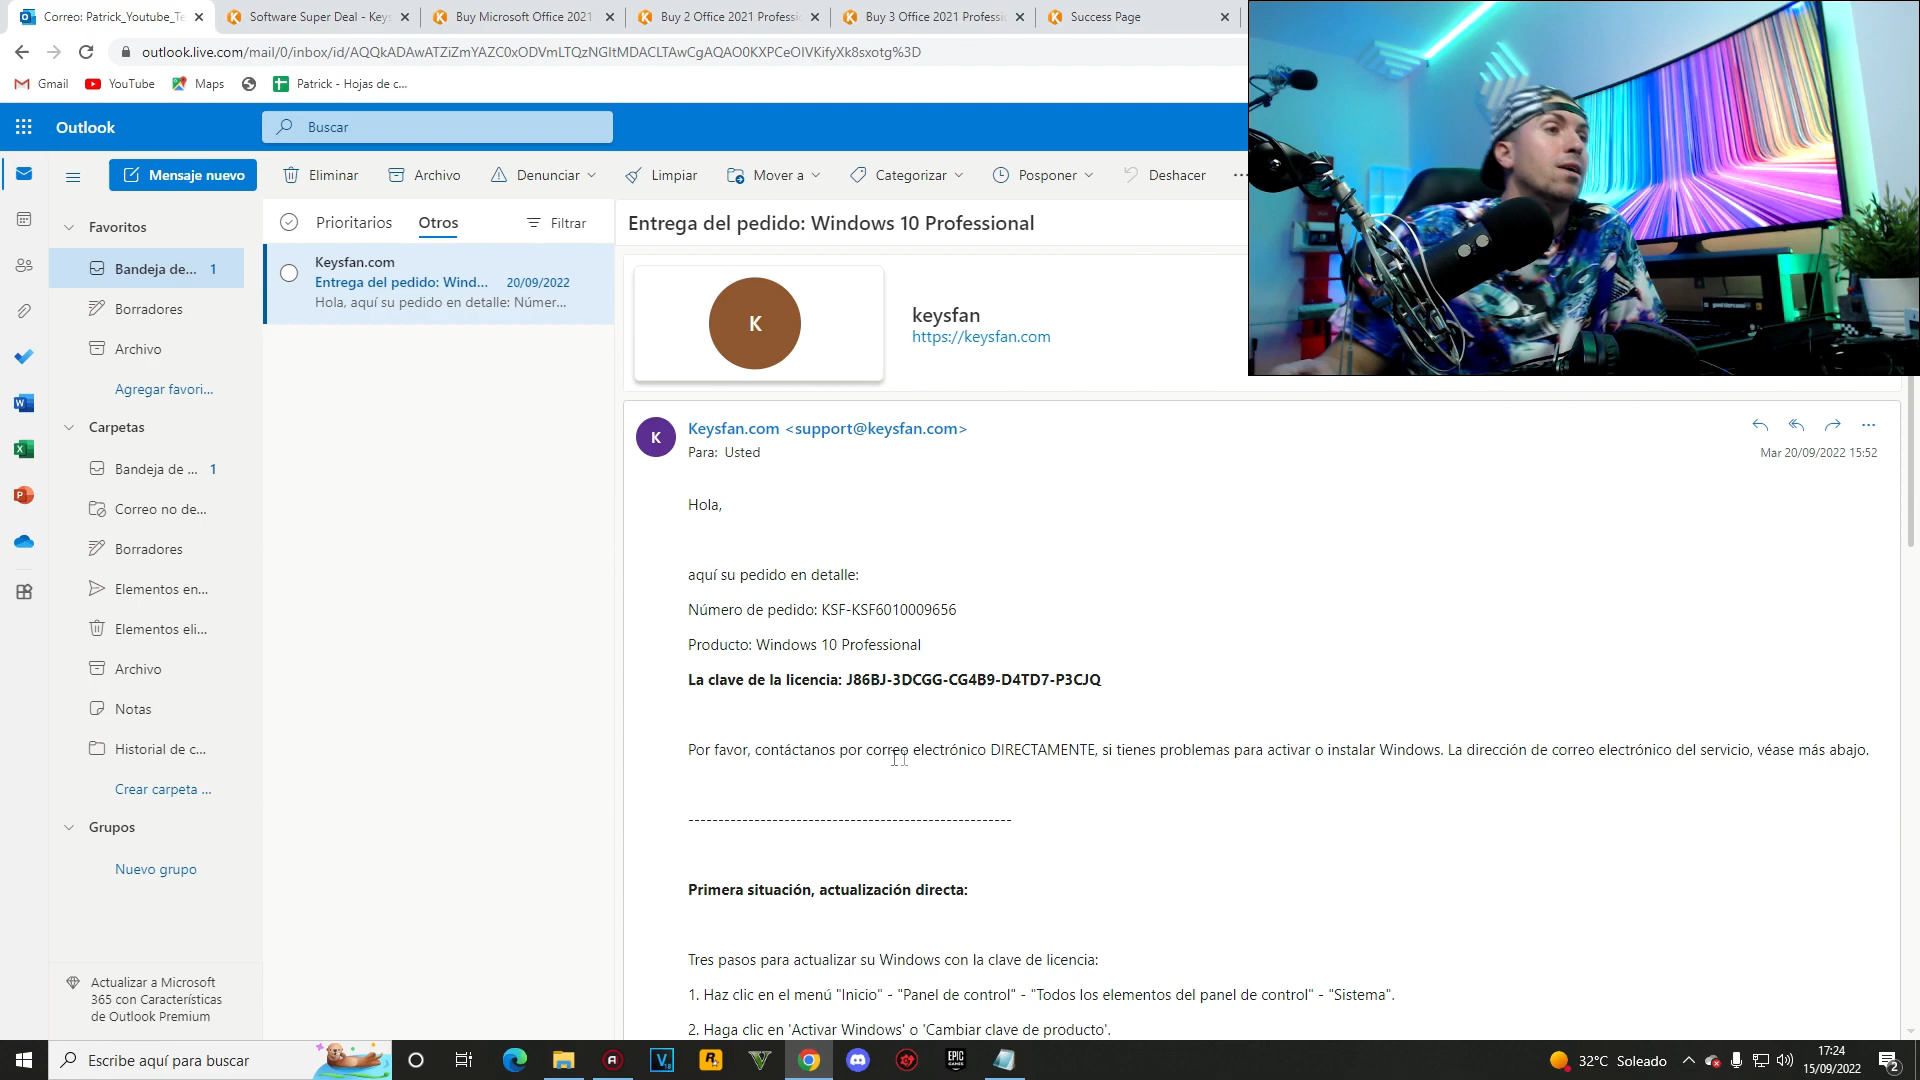 Correo: Patrick_Youtube_Te
Software Super Deal - Keys
Buy Microsoft Office 2021
Buy 2 Office 2021 Professio
Buy 3 Office 2021 Professio
Success Page
outlook.live.com/mail/0/inbox/id/AQQkADAwATZiZmYAZC0xODVmLTQzNGItMDACLTAwCgAQAO0KXPCeOIVKifyXk8sxotg%3D
Gmail
YouTube
Maps
Patrick - Hojas de c...
Outlook
Buscar
Mensaje nuevo
Eliminar
Archivo
Denunciar
Limpiar
Mover a
Categorizar
Posponer
Deshacer
Favoritos
Bandeja de... 1
Borradores
Archivo
Agregar favori...
Carpetas
Bandeja de ... 1
Correo no de...
Borradores
Elementos en...
Elementos eli...
Archivo
Notas
Historial de c...
Crear carpeta ...
Grupos
Nuevo grupo
Actualizar a Microsoft
365 con Características
de Outlook Premium
Prioritarios
Otros
Filtrar
Keysfan.com
Entrega del pedido: Wind... 20/09/2022
Hola, aquí su pedido en detalle: Númer...
Entrega del pedido: Windows 10 Professional
K
keysfan
https://keysfan.com
K
Keysfan.com <support@keysfan.com>
Para: Usted
Mar 20/09/2022 15:52
Hola,
aquí su pedido en detalle:
Número de pedido: KSF-KSF6010009656
Producto: Windows 10 Professional
La clave de la licencia: J86BJ-3DCGG-CG4B9-D4TD7-P3CJQ
Por favor, contáctanos por correo electrónico DIRECTAMENTE, si tienes problemas para activar o instalar Windows. La dirección de correo electrónico del servicio, véase más abajo.
------------------------------------------------------
Primera situación, actualización directa:
Tres pasos para actualizar su Windows con la clave de licencia:
1. Haz clic en el menú "Inicio" - "Panel de control" - "Todos los elementos del panel de control" - "Sistema".
2. Haga clic en 'Activar Windows' o 'Cambiar clave de producto'.
Escribe aquí para buscar
EPIC
GAMES
32°C Soleado
17:24
15/09/2022
2